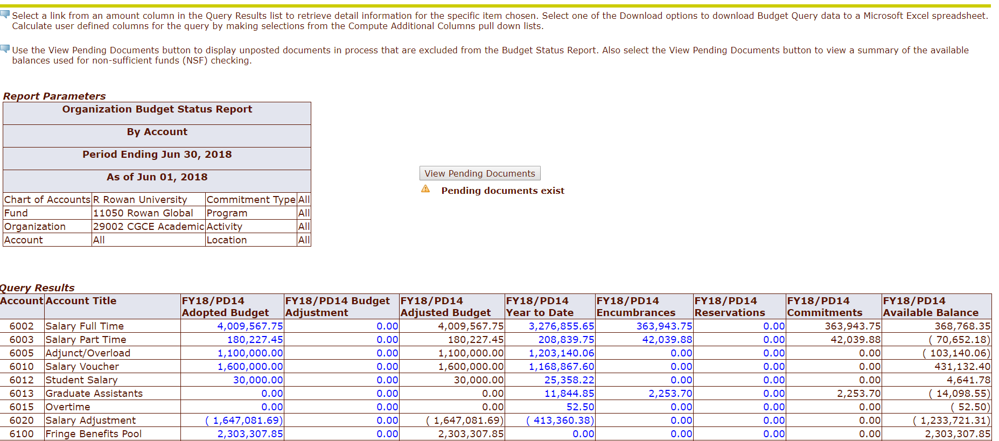 Select a link from an amount column in the Query Results list to retrieve detail information for the specific item chosen. Select one of the Download options to download Budget Query data to a Microsoft Excel spreadsheet.
Calculate user defined columns for the query by making selections from the Compute Additional Columns pull down lists.
Use the View Pending Documents button to display unposted documents in process that are excluded from the Budget Status Report. Also select the View Pending Documents button to view a summary of the available
balances used for non-sufficient funds (NSF) checking.
Report Parameters
Organization Budget Status Report
By Account
Period Ending Jun 30, 2018
As of Jun 01, 2018
View Pending Documents
Pending documents exist
Chart of Accounts R Rowan University Commitment Type All
Fund 11050 Rowan Global Program All
Organization 29002 CGCE Academic Activity All
Account All Location All
Query Results
Account Account Title FY18/PD14 FY18/PD14 Budget FY18/PD14 FY18/PD14 FY18/PD14 FY18/PD14 FY18/PD14 FY18/PD14
Adopted Budget Adjustment Adjusted Budget Year to Date Encumbrances Reservations Commitments Available Balance
6002 Salary Full Time 4,009,567.75 0.00 4,009,567.75 3,276,855.65 363,943.75 0.00 363,943.75 368,768.35
6003 Salary Part Time 180,227.45 0.00 180,227.45 208,839.75 42,039.88 0.00 42,039.88 ( 70,652.18)
6005 Adjunct/Overload 1,100,000.00 0.00 1,100,000.00 1,203,140.06 0.00 0.00 0.00 ( 103,140.06)
6010 Salary Voucher 1,600,000.00 0.00 1,600,000.00 1,168,867.60 0.00 0.00 0.00 431,132.40
6012 Student Salary 30,000.00 0.00 30,000.00 25,358.22 0.00 0.00 0.00 4,641.78
6013 Graduate Assistants 0.00 0.00 0.00 11,844.85 2,253.70 0.00 2,253.70 ( 14,098.55)
6015 Overtime 0.00 0.00 0.00 52.50 0.00 0.00 0.00 ( 52.50)
6020 Salary Adjustment ( 1,647,081.69) 0.00 ( 1,647,081.69) ( 413,360.38) 0.00 0.00 0.00 ( 1,233,721.31)
6100 Fringe Benefits Pool 2,303,307.85 0.00 2,303,307.85 0.00 0.00 0.00 0.00 2,303,307.85